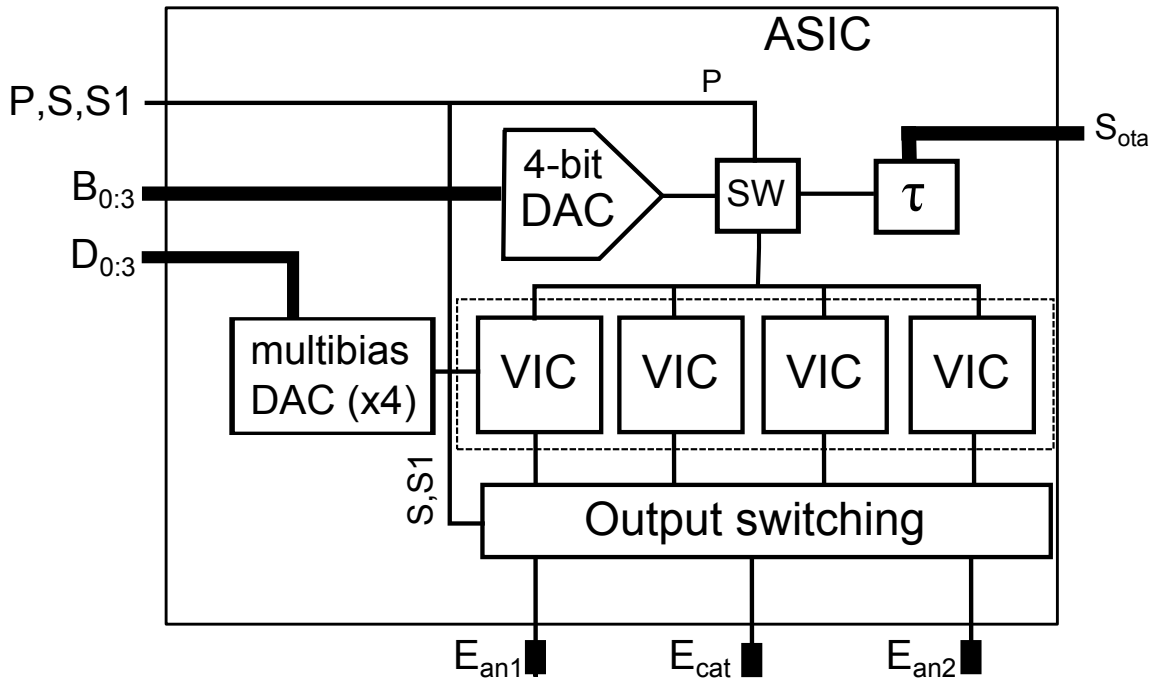 ASIC
P
P,S,S1
S_ota
4-bit
DAC
B_0:3
SW
τ
D_0:3
multibias
DAC (x4)
VIC VIC VIC VIC
S,S1
Output switching
E_an1 E_cat E_an2